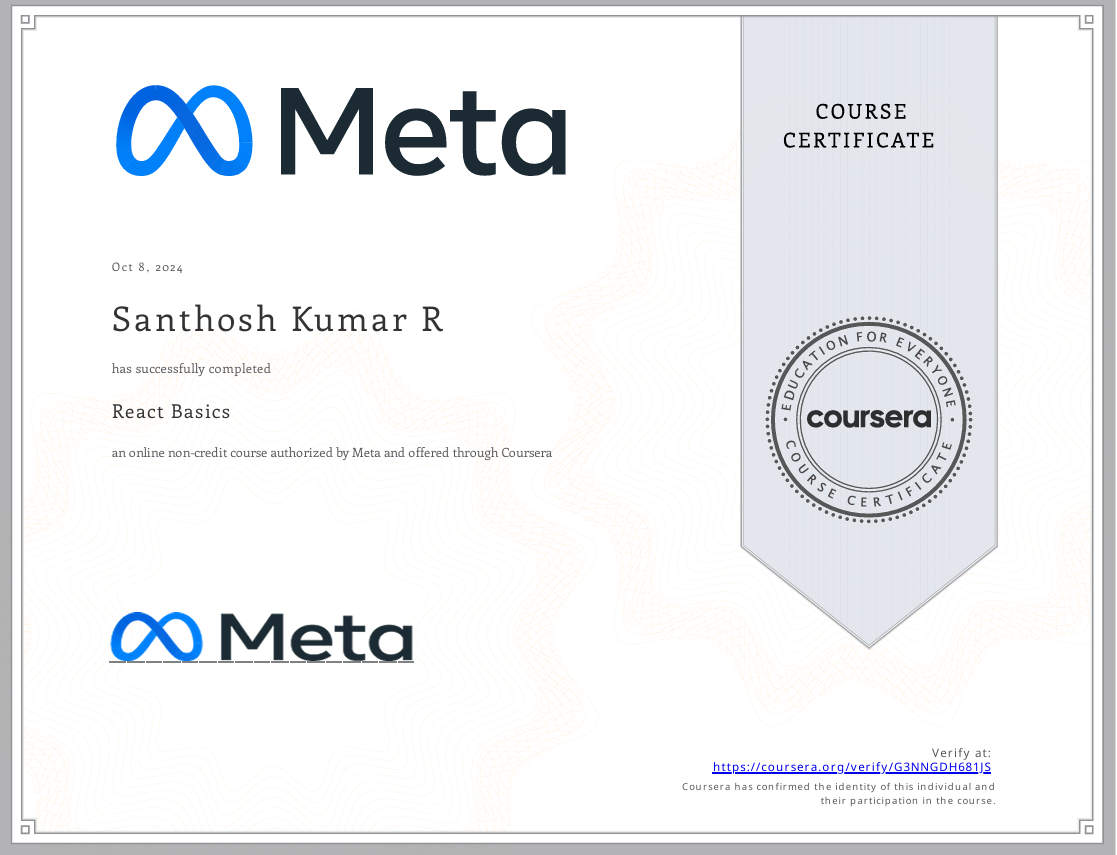 Meta
COURSE
CERTIFICATE
Oct 8, 2024
Santhosh Kumar R
has successfully completed
React Basics
an online non-credit course authorized by Meta and offered through Coursera
EDUCATION FOR EVERYONE
coursera
COURSE CERTIFICATE
Meta
Verify at:
https://coursera.org/verify/G3NNGDH681JS
Coursera has confirmed the identity of this individual and
their participation in the course.